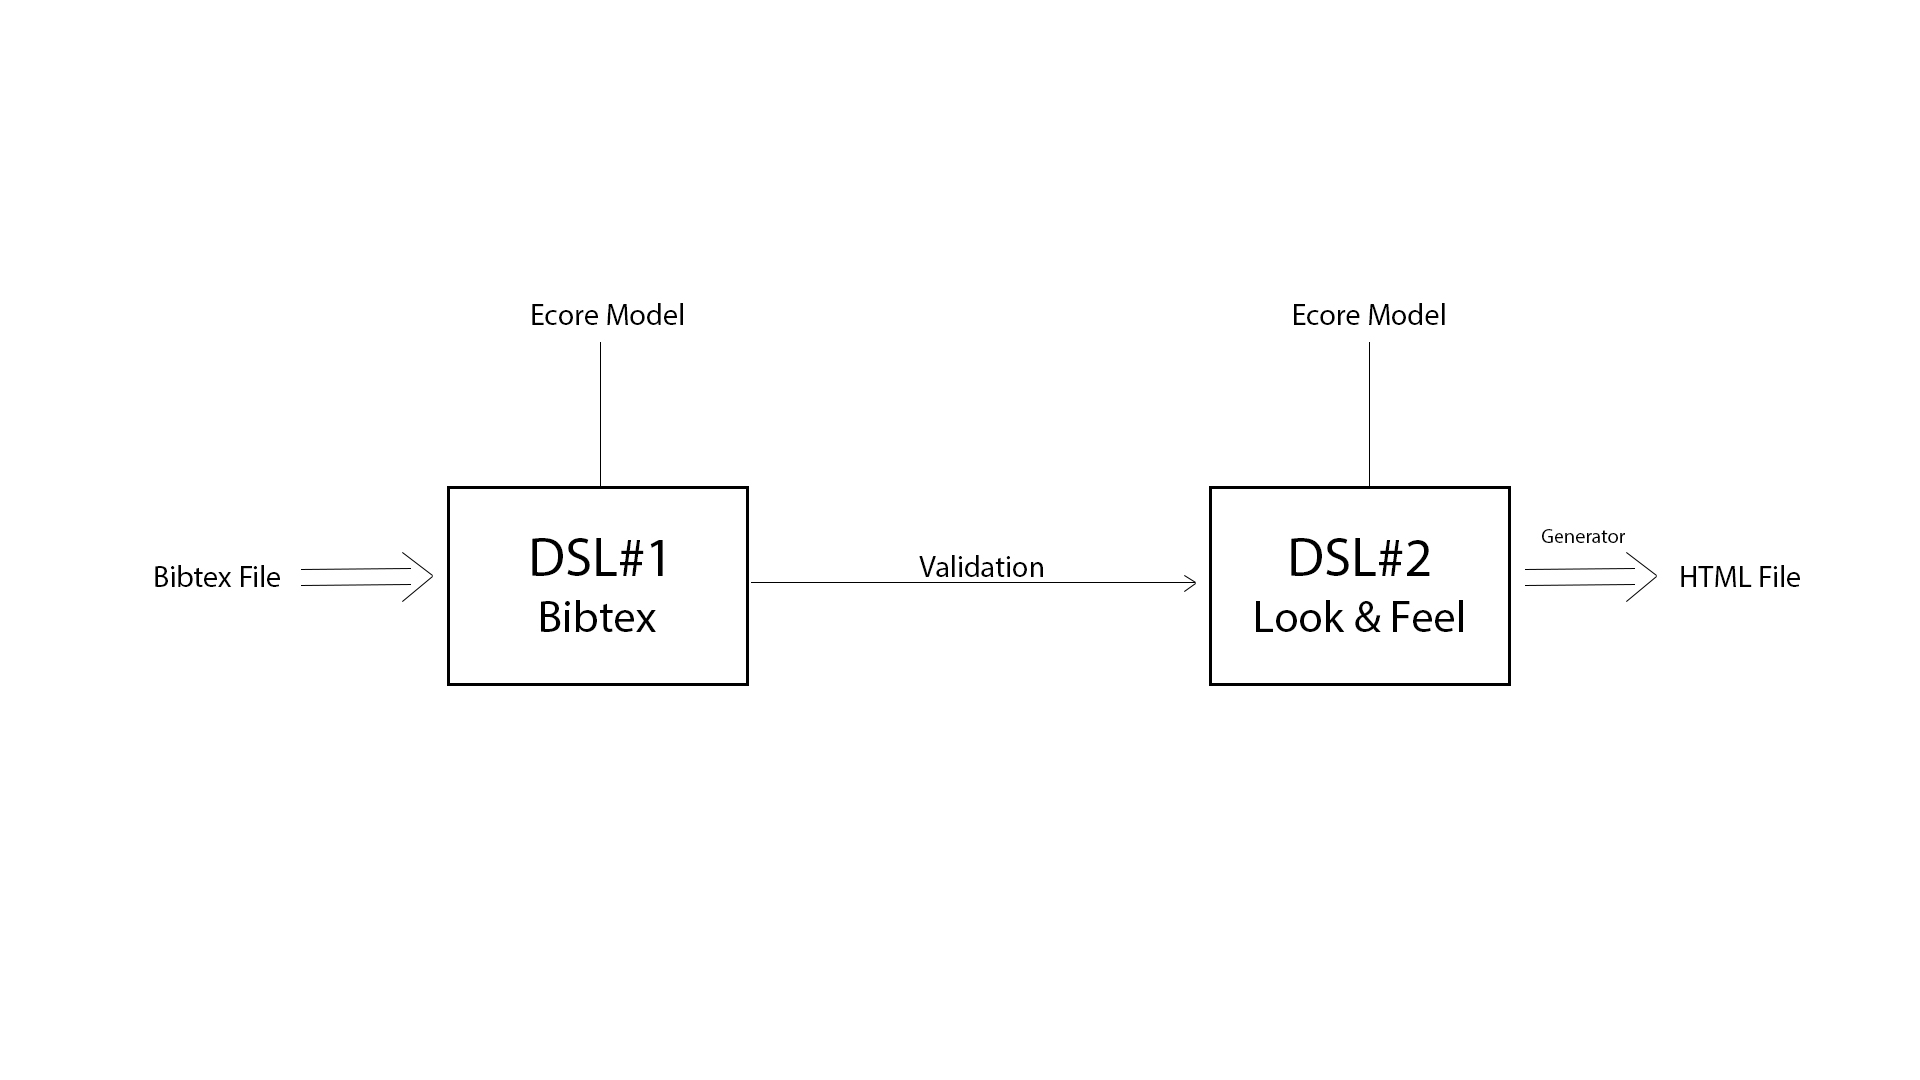 Ecore Model
Ecore Model
Bibtex File
DSL#1
Bibtex
Validation
DSL#2
Look & Feel
Generator
HTML File